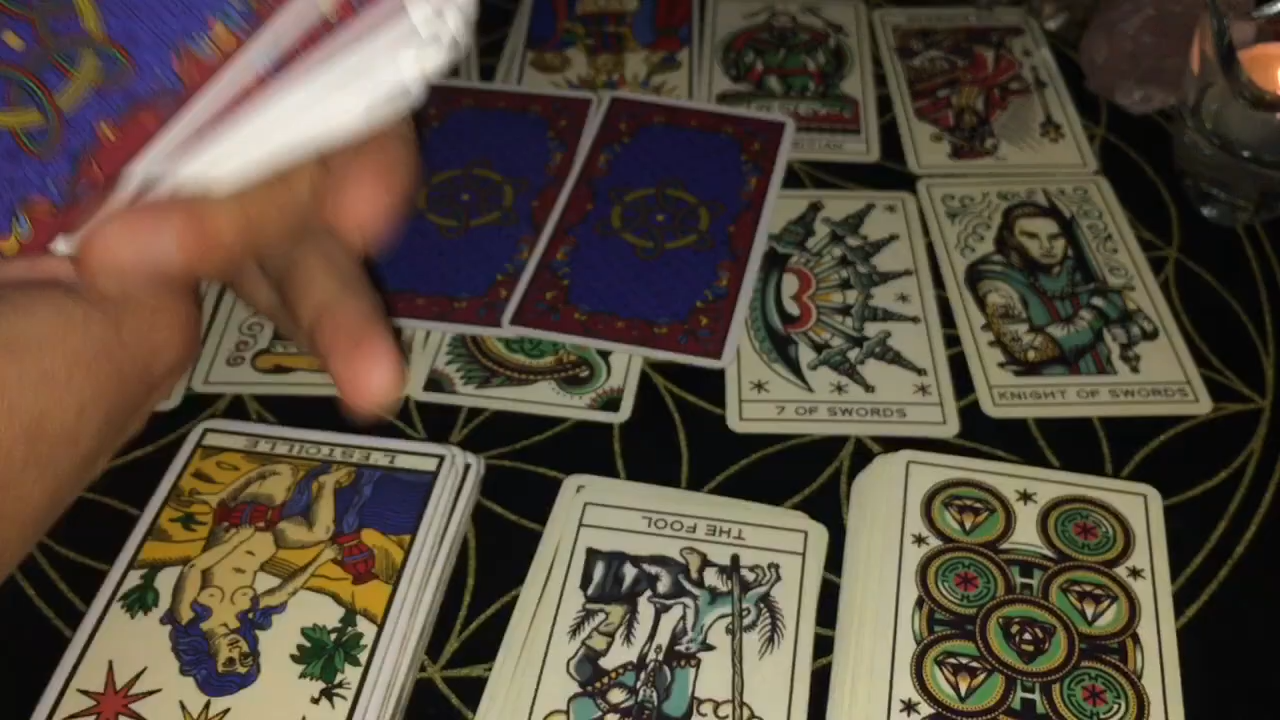 7 OF SWORDS
KNIGHT OF SWORDS
L'ESTOILLE
THE FOOL